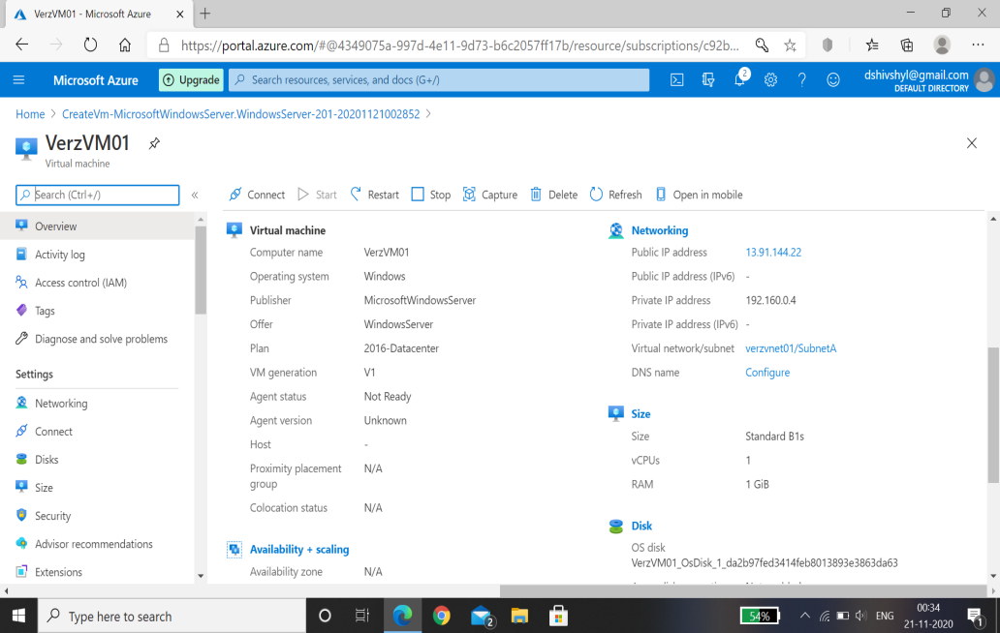 VerzVM01 - Microsoft Azure
https://portal.azure.com/#@4349075a-997d-4e11-9d73-b6c2057ff17b/resource/subscriptions/c92b...
Microsoft Azure
Upgrade
Search resources, services, and docs (G+/)
2
dshivshyl@gmail.com
DEFAULT DIRECTORY
Home > CreateVm-MicrosoftWindowsServer.WindowsServer-201-20201121002852 >
VerzVM01
Virtual machine
Search (Ctrl+/)
«
Connect
Start
Restart
Stop
Capture
Delete
Refresh
Open in mobile
Overview
Activity log
Access control (IAM)
Tags
Diagnose and solve problems
Settings
Networking
Connect
Disks
Size
Security
Advisor recommendations
Extensions
Virtual machine
Computer name VerzVM01
Operating system Windows
Publisher MicrosoftWindowsServer
Offer WindowsServer
Plan 2016-Datacenter
VM generation V1
Agent status Not Ready
Agent version Unknown
Host -
Proximity placement N/A
group
Colocation status N/A
Availability + scaling
Availability zone N/A
Networking
Public IP address 13.91.144.22
Public IP address (IPv6) -
Private IP address 192.160.0.4
Private IP address (IPv6) -
Virtual network/subnet verzvnet01/SubnetA
DNS name Configure
Size
Size Standard B1s
vCPUs 1
RAM 1 GiB
Disk
OS disk
VerzVM01_OsDisk_1_da2b97fed3414feb8013893e3863da63
Type here to search
2
54%
ENG
00:34
21-11-2020
1